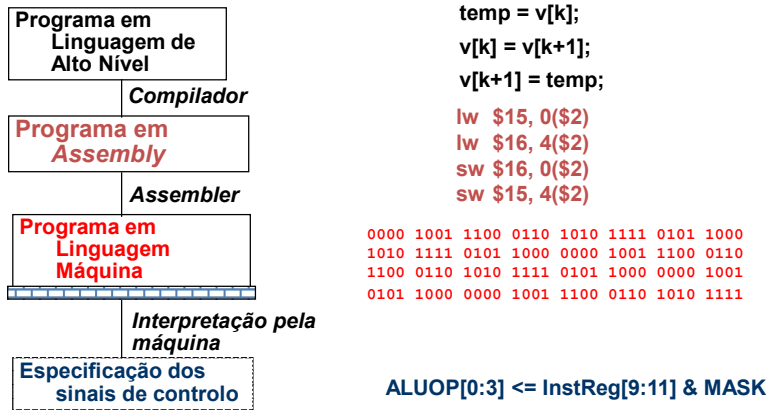 Programa em
Linguagem de
Alto Nível
temp = v[k];
v[k] = v[k+1];
v[k+1] = temp;
Compilador
Programa em
Assembly
lw $15, 0($2)
lw $16, 4($2)
sw $16, 0($2)
sw $15, 4($2)
Assembler
Programa em
Linguagem
Máquina
0000 1001 1100 0110 1010 1111 0101 1000
1010 1111 0101 1000 0000 1001 1100 0110
1100 0110 1010 1111 0101 1000 0000 1001
0101 1000 0000 1001 1100 0110 1010 1111
Interpretação pela
máquina
Especificação dos
sinais de controlo
ALUOP[0:3] <= InstReg[9:11] & MASK